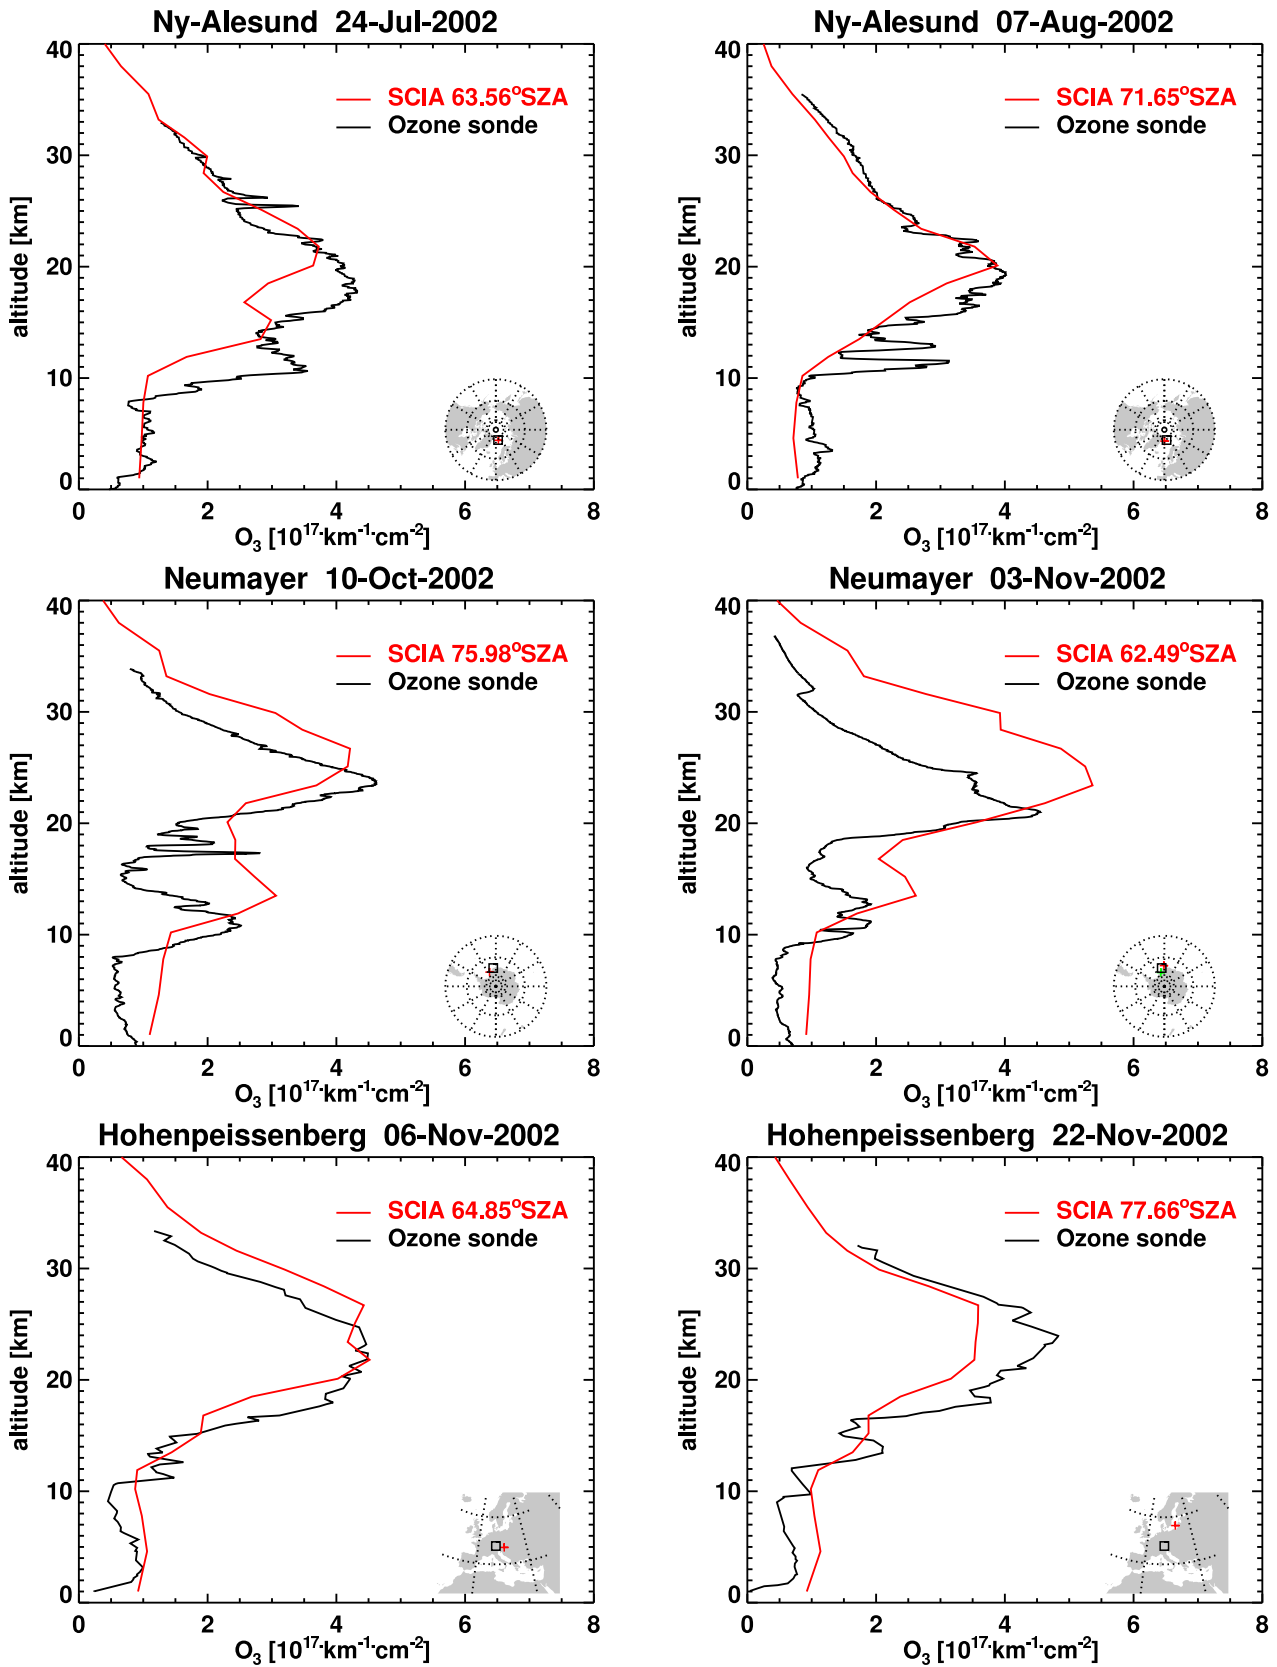 Ny-Alesund 24-Jul-2002
40
30
20
10
0
altitude [km]
SCIA 63.56°SZA
Ozone sonde
0 2 4 6 8
O3 [10^17·km^-1·cm^-2]
Ny-Alesund 07-Aug-2002
40
30
20
10
0
altitude [km]
SCIA 71.65°SZA
Ozone sonde
0 2 4 6 8
O3 [10^17·km^-1·cm^-2]
Neumayer 10-Oct-2002
40
30
20
10
0
altitude [km]
SCIA 75.98°SZA
Ozone sonde
0 2 4 6 8
O3 [10^17·km^-1·cm^-2]
Neumayer 03-Nov-2002
40
30
20
10
0
altitude [km]
SCIA 62.49°SZA
Ozone sonde
0 2 4 6 8
O3 [10^17·km^-1·cm^-2]
Hohenpeissenberg 06-Nov-2002
40
30
20
10
0
altitude [km]
SCIA 64.85°SZA
Ozone sonde
0 2 4 6 8
O3 [10^17·km^-1·cm^-2]
Hohenpeissenberg 22-Nov-2002
40
30
20
10
0
altitude [km]
SCIA 77.66°SZA
Ozone sonde
0 2 4 6 8
O3 [10^17·km^-1·cm^-2]